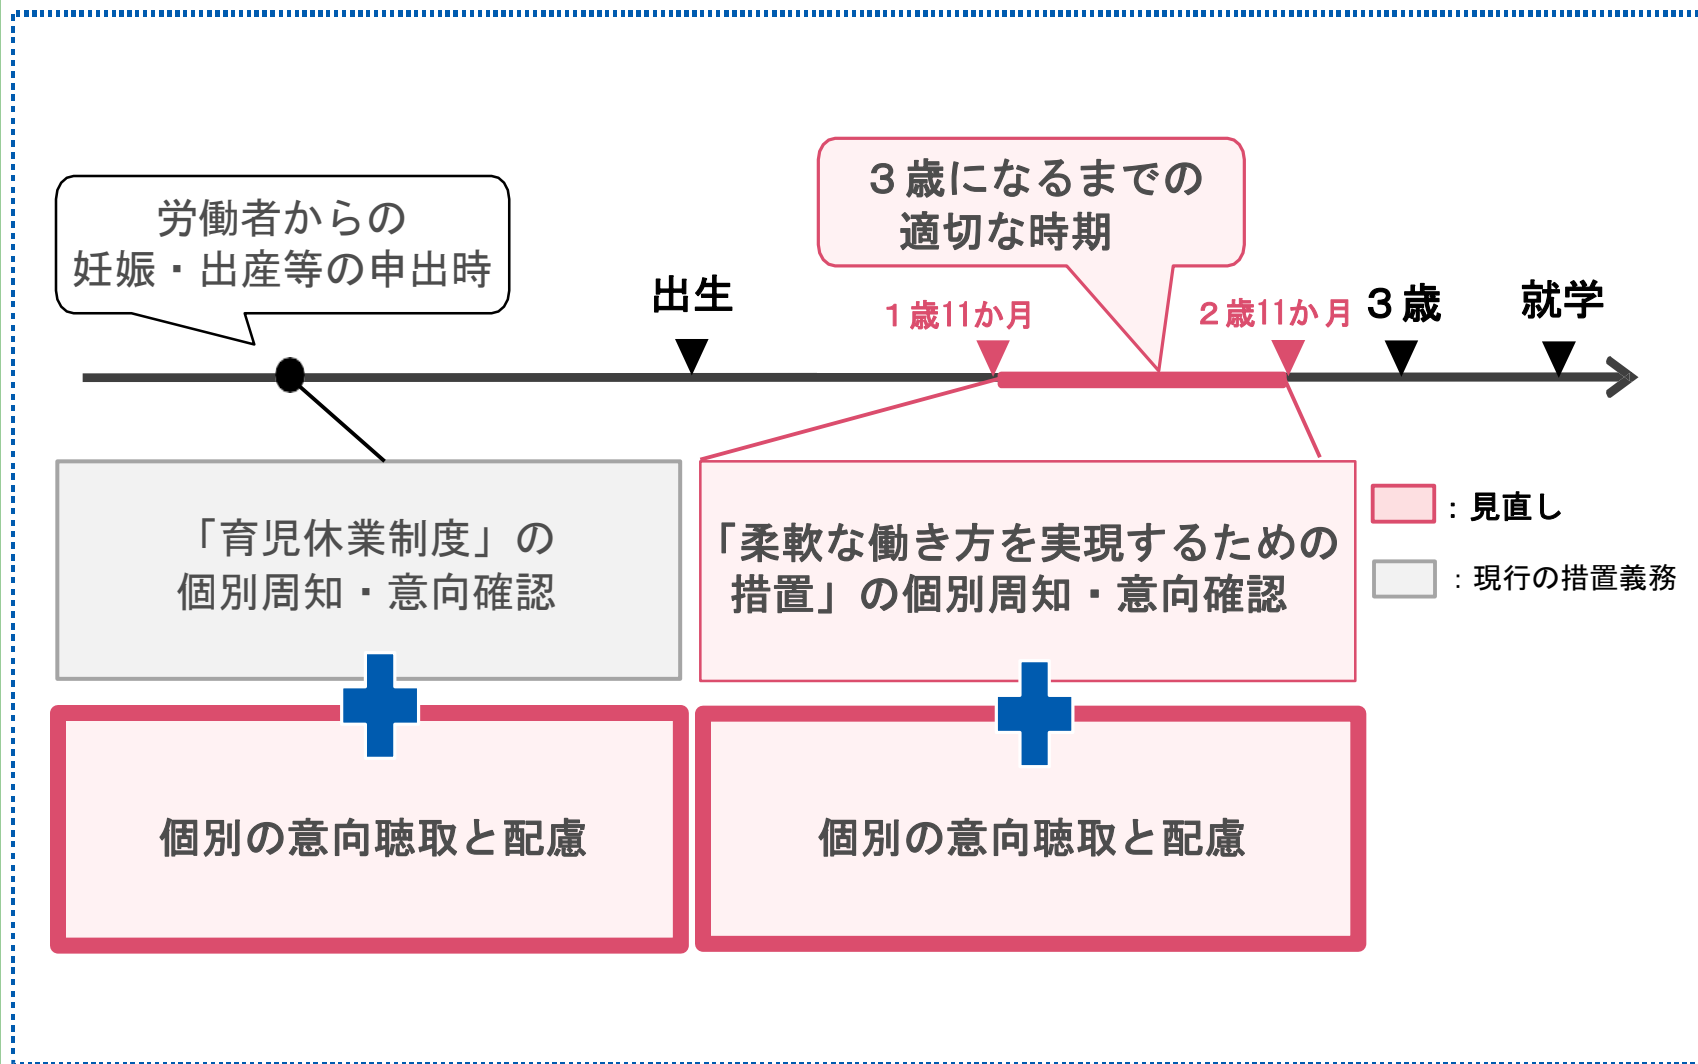 労働者からの
妊娠・出産等の申出時
3歳になるまでの
適切な時期
出生
1歳11か月
2歳11か月
3歳
就学
「育児休業制度」の
個別周知・意向確認
「柔軟な働き方を実現するための
措置」の個別周知・意向確認
：見直し
：現行の措置義務
個別の意向聴取と配慮
個別の意向聴取と配慮